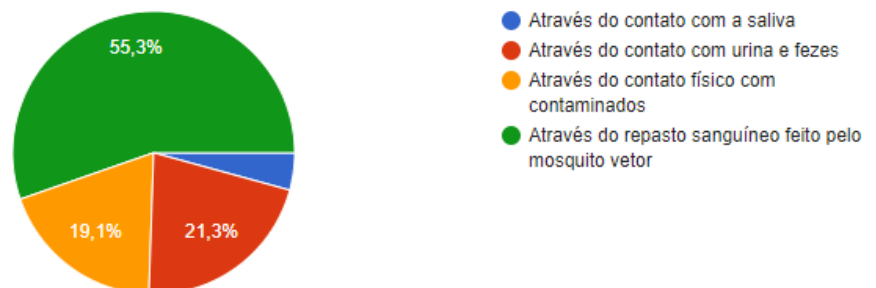 55,3%
19,1%
21,3%
Através do contato com a saliva
Através do contato com urina e fezes
Através do contato físico com
contaminados
Através do repasto sanguíneo feito pelo
mosquito vetor